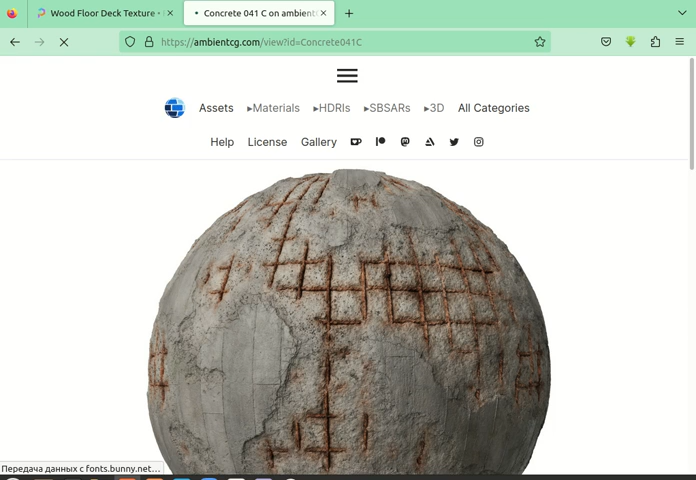 Wood Floor Deck Texture •
Concrete 041 C on ambient
https://ambientcg.com/view?id=Concrete041C
Assets ▸Materials ▸HDRIs ▸SBSARs ▸3D All Categories
Help License Gallery
Передача данных с fonts.bunny.net…